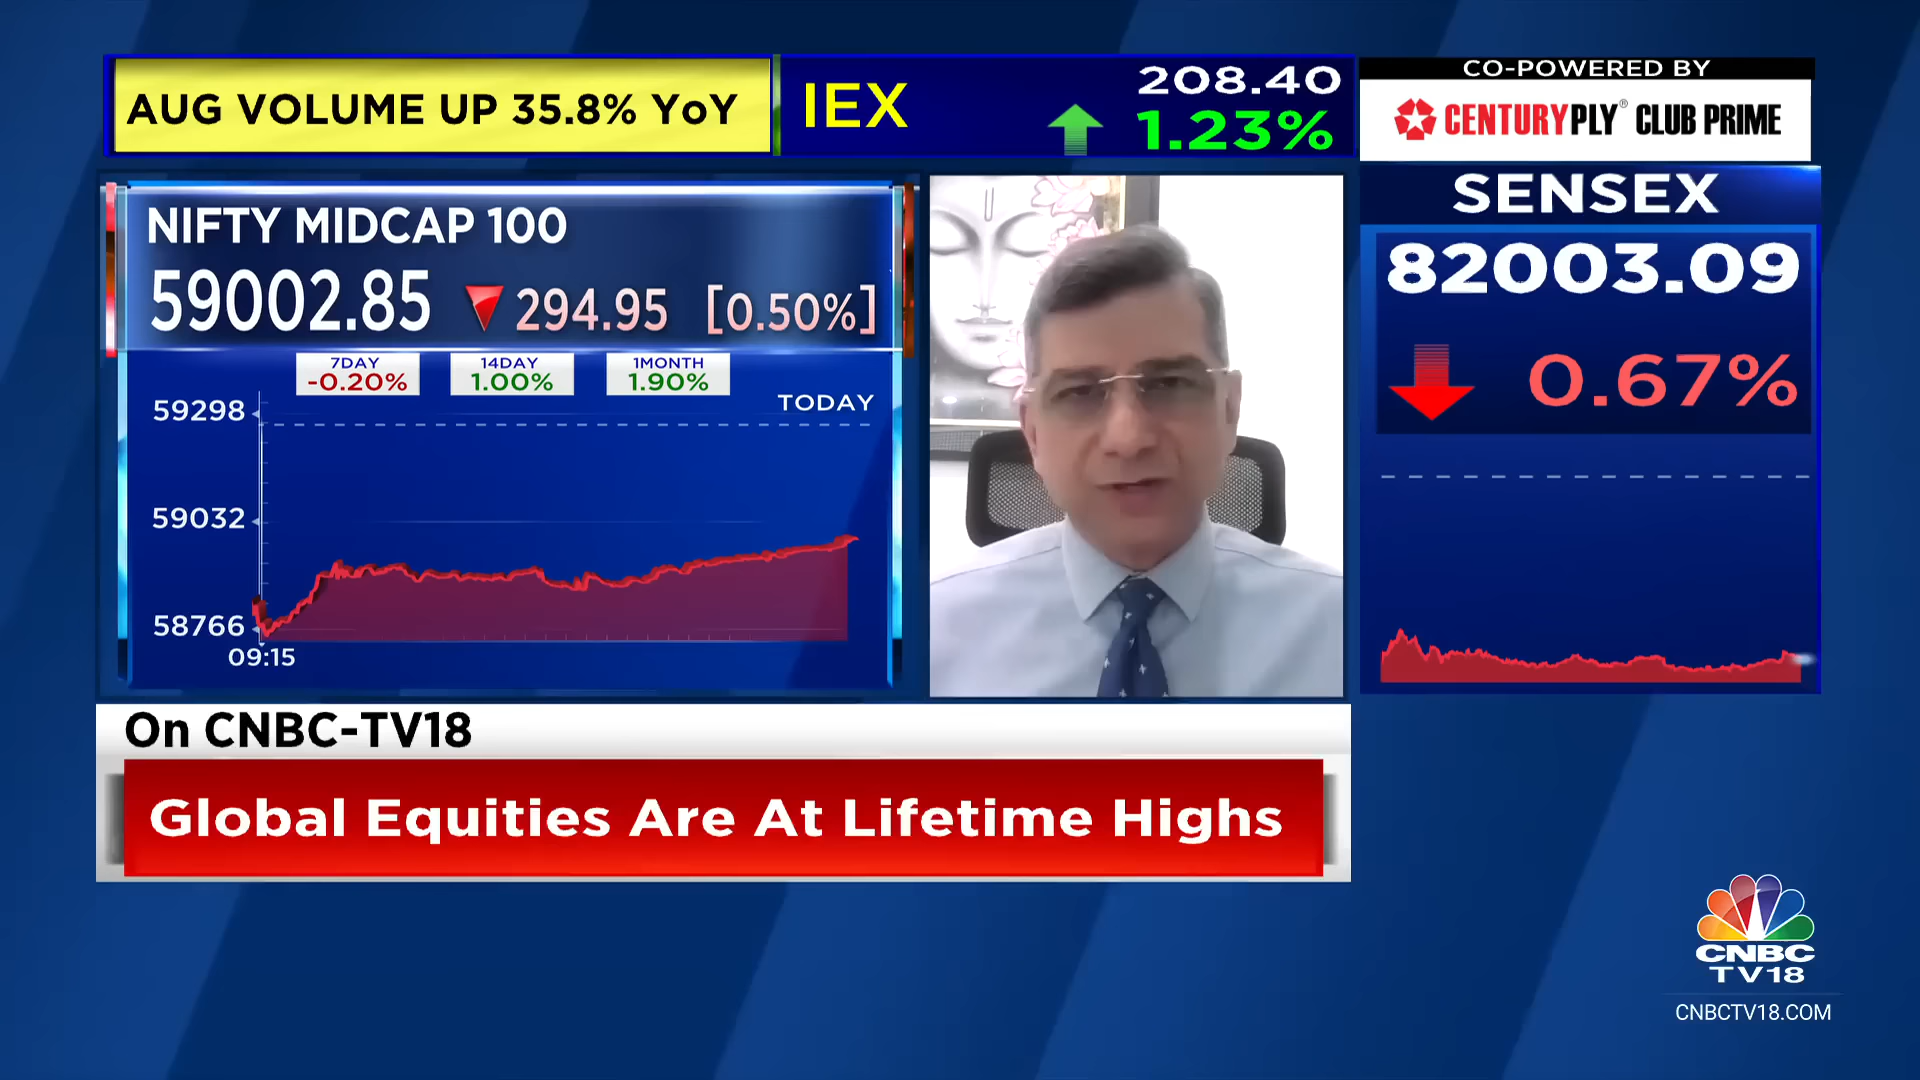 AUG VOLUME UP 35.8% YoY
IEX
208.40
1.23%
CO-POWERED BY
CENTURYPLY® CLUB PRIME
NIFTY MIDCAP 100
59002.85 294.95 [0.50%]
7DAY
-0.20%
14DAY
1.00%
1MONTH
1.90%
TODAY
59298
59032
58766
09:15
SENSEX
82003.09
0.67%
On CNBC-TV18
Global Equities Are At Lifetime Highs
CNBC
TV18
CNBCTV18.COM